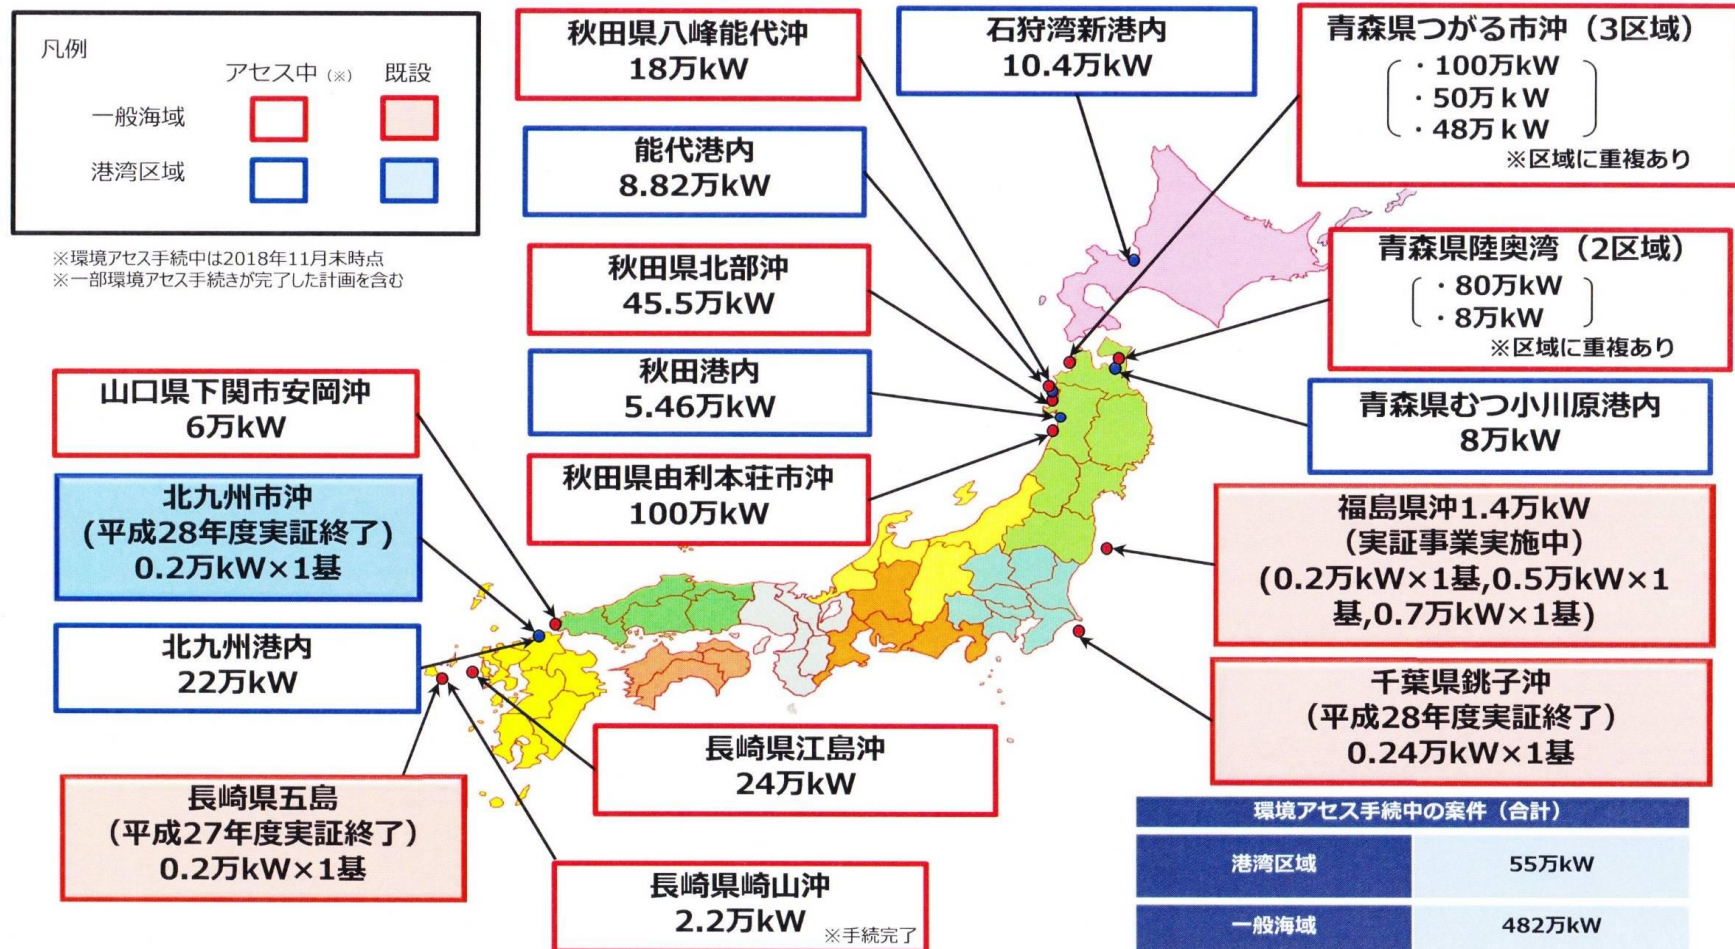 凡例
アセス中（※）　既設
一般海域
港湾区域
※環境アセス手続中は2018年11月末時点
※一部環境アセス手続きが完了した計画を含む
秋田県八峰能代沖
18万kW
能代港内
8.82万kW
秋田県北部沖
45.5万kW
秋田港内
5.46万kW
秋田県由利本荘市沖
100万kW
石狩湾新港内
10.4万kW
青森県つがる市沖（3区域）
・100万kW
・50万ｋW
・48万ｋW
※区域に重複あり
青森県陸奥湾（2区域）
・80万kW
・8万kW
※区域に重複あり
青森県むつ小川原港内
8万kW
福島県沖1.4万kW
（実証事業実施中）
(0.2万kW×1基,0.5万kW×1
基,0.7万kW×1基)
千葉県銚子沖
（平成28年度実証終了）
0.24万kW×1基
山口県下関市安岡沖
6万kW
北九州市沖
(平成28年度実証終了)
0.2万kW×1基
北九州港内
22万kW
長崎県五島
（平成27年度実証終了）
0.2万kW×1基
長崎県江島沖
24万kW
長崎県崎山沖
2.2万kW ※手続完了
環境アセス手続中の案件（合計）
港湾区域　55万kW
一般海域　482万kW